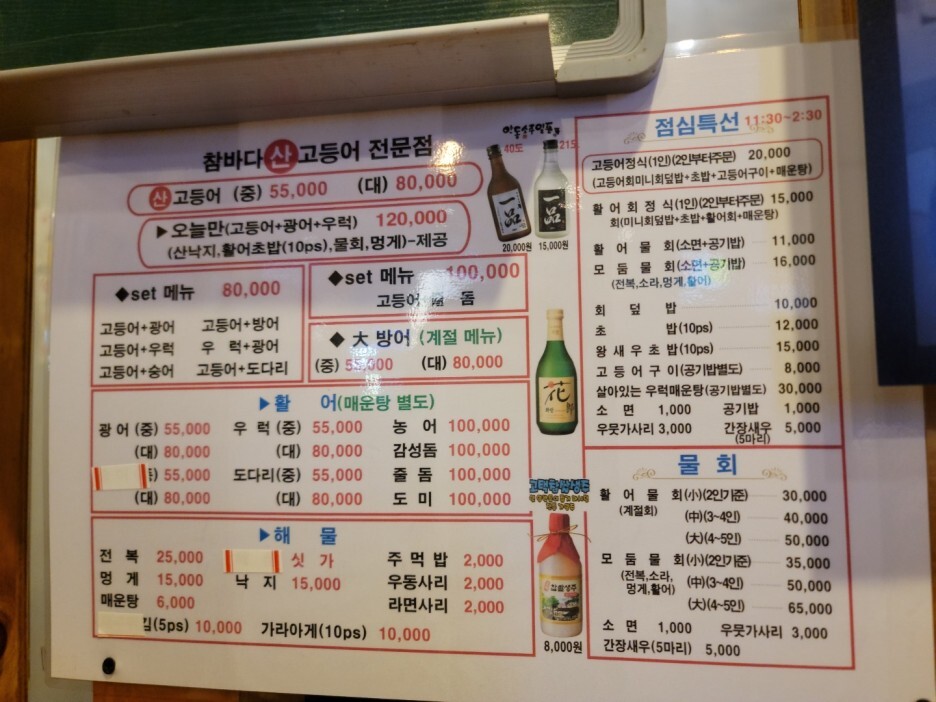 참바다 산 고등어 전문점
산 고등어 (중) 55,000 (대) 80,000
▶오늘만(고등어+광어+우럭) 120,000
(산낙지,활어초밥(10ps),물회,멍게)-제공
◆set 메뉴 80,000
고등어+광어 고등어+방어
고등어+우럭 우 럭+광어
고등어+숭어 고등어+도다리
◆set 메뉴 100,000
고등어 돔
◆ 大 방어 (계절 메뉴)
(중) 55,000 (대) 80,000
▶활 어(매운탕 별도)
광어 (중) 55,000 우 럭 (중) 55,000 농 어 100,000
(대) 80,000 (대) 80,000 감성돔 100,000
55,000 도다리(중) 55,000 줄 돔 100,000
(대) 80,000 (대) 80,000 도 미 100,000
▶해 물
전 복 25,000 싯 가 주 먹 밥 2,000
멍 게 15,000 낙 지 15,000 우동사리 2,000
매운탕 6,000 라면사리 2,000
(5ps) 10,000 가라아게(10ps) 10,000
40도
一品
一品
20,000원 15,000원
花
8,000원
점심특선 11:30~2:30
고등어정식(1인)(2인부터주문) 20,000
(고등어회미니회덮밥+초밥+고등어구이+매운탕)
활어회정식(1인)(2인부터주문) 15,000
회(미니회덮밥+초밥+활어회+매운탕)
활 어 물 회(소면+공기밥) 11,000
모 둠 물 회(소면+공기밥) 16,000
(전복,소라,멍게,활어)
회 덮 밥 10,000
초 밥(10ps) 12,000
왕 새 우 초 밥(10ps) 15,000
고 등 어 구 이(공기밥별도) 8,000
살아있는 우럭매운탕(공기밥별도) 30,000
소 면 1,000 공기밥 1,000
우뭇가사리 3,000 간장새우 5,000
(5마리)
물 회
활 어 물 회(小)(2인기준) 30,000
(계절회) (中)(3~4인) 40,000
(大)(4~5인) 50,000
모 둠 물 회(小)(2인기준) 35,000
(전복,소라, (中)(3~4인) 50,000
멍게,활어) (大)(4~5인) 65,000
소 면 1,000 우뭇가사리 3,000
간장새우(5마리) 5,000